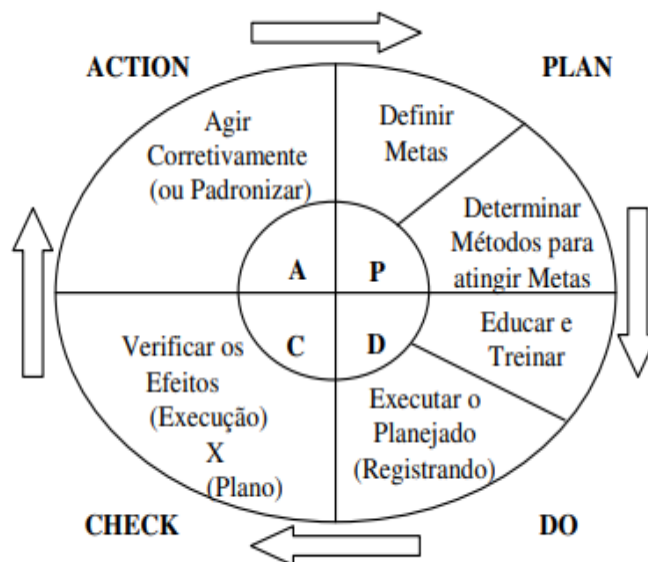 ACTION
PLAN
Agir
Corretivamente
(ou Padronizar)
Definir
Metas
Determinar
Métodos para
atingir Metas
A
P
C
D
Educar e
Treinar
Executar o
Planejado
(Registrando)
Verificar os
Efeitos
(Execução)
X
(Plano)
CHECK
DO